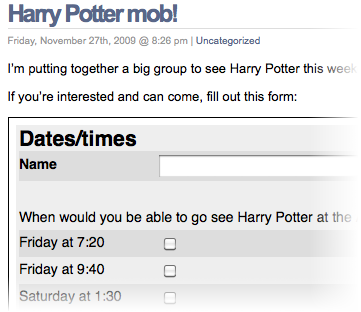 Harry Potter mob!
Friday, November 27th, 2009 @ 8:26 pm | Uncategorized
I'm putting together a big group to see Harry Potter this week
If you're interested and can come, fill out this form:
Dates/times
Name
When would you be able to go see Harry Potter at the
Friday at 7:20
Friday at 9:40
Saturday at 1:30